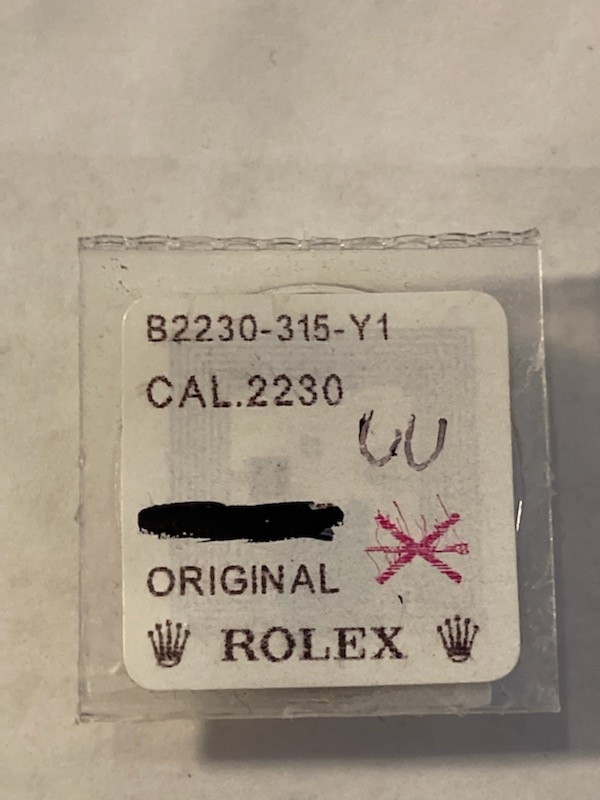 B2230-315-Y1
CAL.2230
ORIGINAL
ROLEX